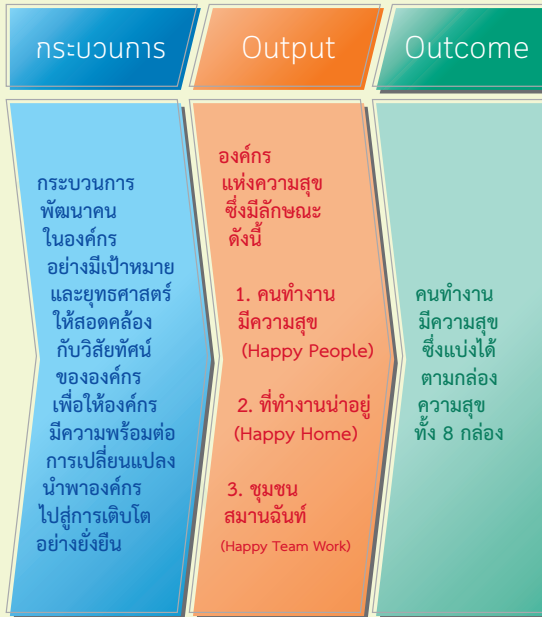 กระบวนการ
Output
Outcome
กระบวนการ
พัฒนาคน
ในองค์กร
อย่างมีเป้าหมาย
และยุทธศาสตร์
ให้สอดคล้อง
กับวิสัยทัศน์
ขององค์กร
เพื่อให้องค์กร
มีความพร้อมต่อ
การเปลี่ยนแปลง
นำพาองค์กร
ไปสู่การเติบโต
อย่างยั่งยืน
องค์กร
แห่งความสุข
ซึ่งมีลักษณะ
ดังนี้
1. คนทำงาน
มีความสุข
(Happy People)
2. ที่ทำงานน่าอยู่
(Happy Home)
3. ชุมชน
สมานฉันท์
(Happy Team Work)
คนทำงาน
มีความสุข
ซึ่งแบ่งได้
ตามกล่อง
ความสุข
ทั้ง 8 กล่อง